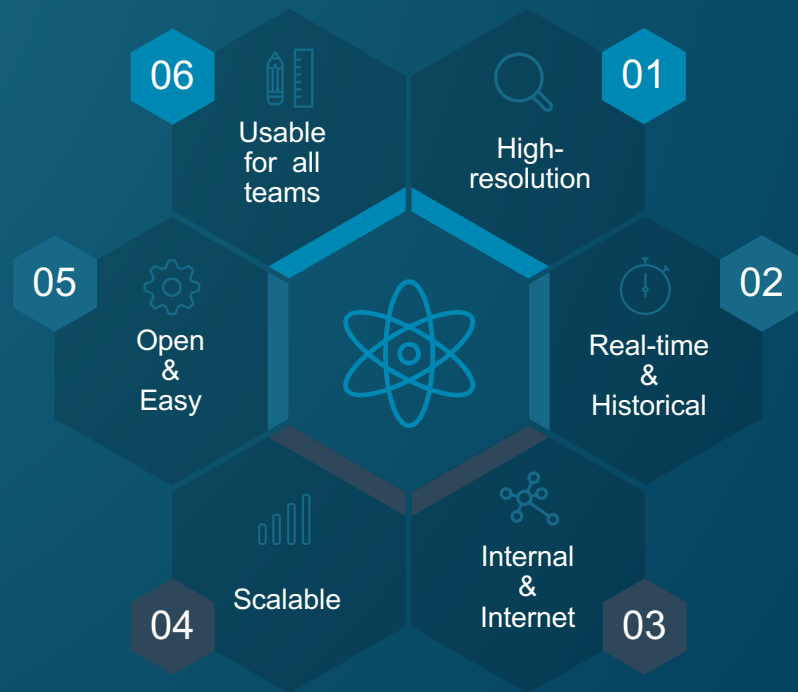 01
High-
resolution
02
Real-time
&
Historical
03
Internal
&
Internet
04
Scalable
05
Open
&
Easy
06
Usable
for all
teams